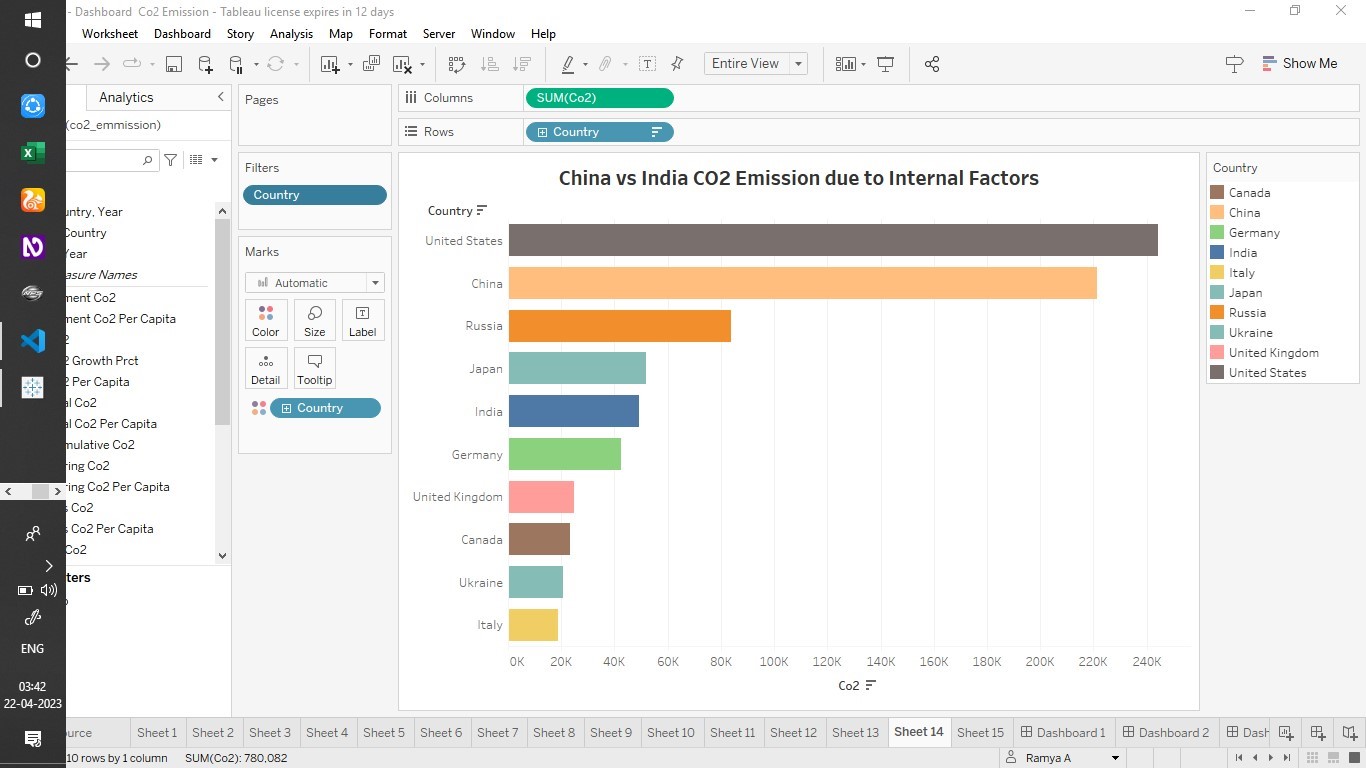 - Dashboard Co2 Emission - Tableau license expires in 12 days
Worksheet Dashboard Story Analysis Map Format Server Window Help
Entire View
Show Me
Analytics
(co2_emmission)
untry, Year
Country
Year
asure Names
ment Co2
ment Co2 Per Capita
2
2 Growth Prct
2 Per Capita
al Co2
al Co2 Per Capita
mulative Co2
ring Co2
ring Co2 Per Capita
s Co2
s Co2 Per Capita
Co2
ters
Pages
Filters
Country
Marks
Automatic
Color Size Label
Detail Tooltip
Country
Columns SUM(Co2)
Rows Country
China vs India CO2 Emission due to Internal Factors
Country
United States
China
Russia
Japan
India
Germany
United Kingdom
Canada
Ukraine
Italy
0K 20K 40K 60K 80K 100K 120K 140K 160K 180K 200K 220K 240K
Co2
Country
Canada
China
Germany
India
Italy
Japan
Russia
Ukraine
United Kingdom
United States
ENG
03:42
22-04-2023
ource Sheet 1 Sheet 2 Sheet 3 Sheet 4 Sheet 5 Sheet 6 Sheet 7 Sheet 8 Sheet 9 Sheet 10 Sheet 11 Sheet 12 Sheet 13 Sheet 14 Sheet 15 Dashboard 1 Dashboard 2 Dash
10 rows by 1 column SUM(Co2): 780,082 Ramya A